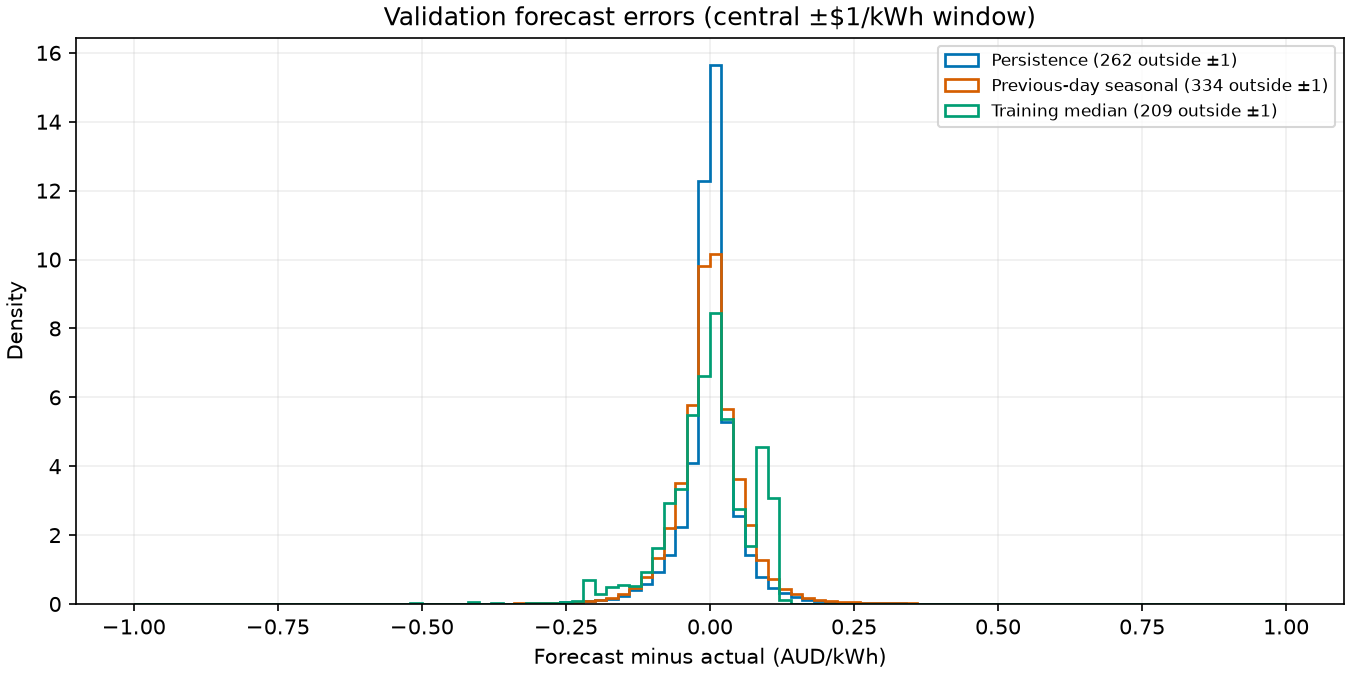 Validation forecast errors (central ±$1/kWh window)
Persistence (262 outside ±1)
Previous-day seasonal (334 outside ±1)
Training median (209 outside ±1)
Density
16
14
12
10
8
6
4
2
0
−1.00 −0.75 −0.50 −0.25 0.00 0.25 0.50 0.75 1.00
Forecast minus actual (AUD/kWh)